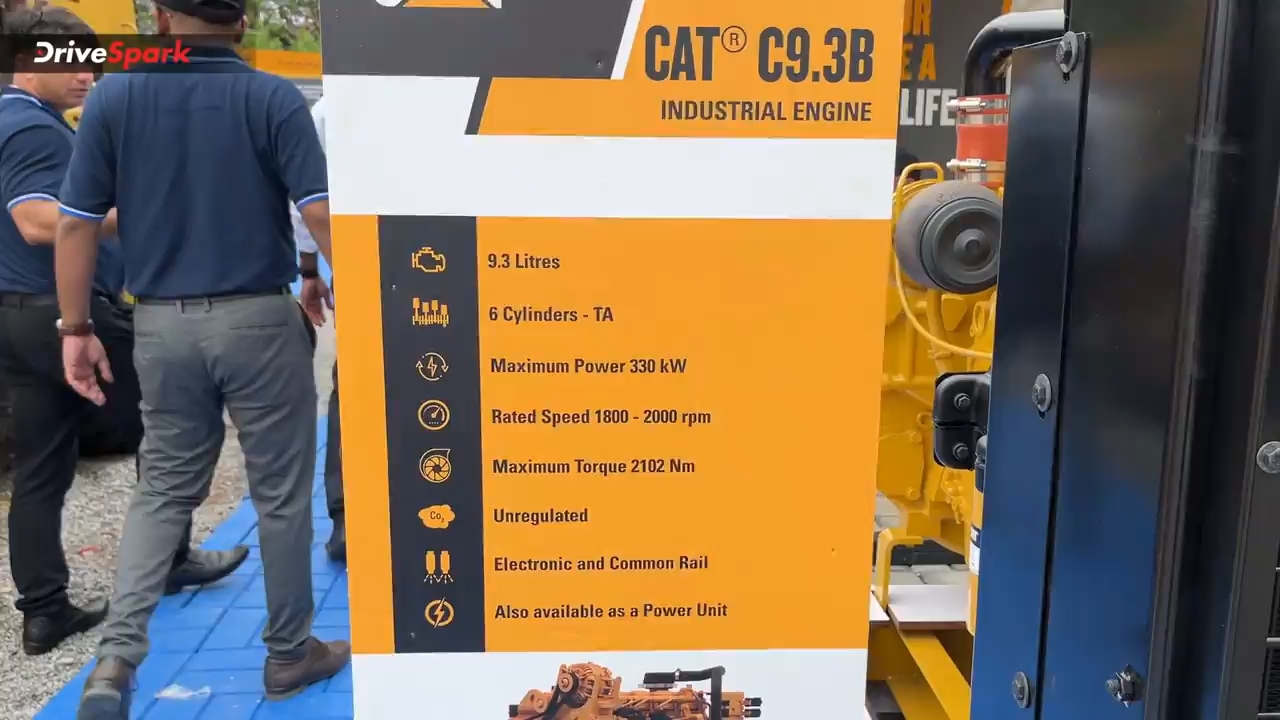 DriveSpark
CAT® C9.3B
INDUSTRIAL ENGINE
LIFE
9.3 Litres
6 Cylinders - TA
Maximum Power 330 kW
Rated Speed 1800 - 2000 rpm
Maximum Torque 2102 Nm
Co₂
Unregulated
Electronic and Common Rail
Also available as a Power Unit